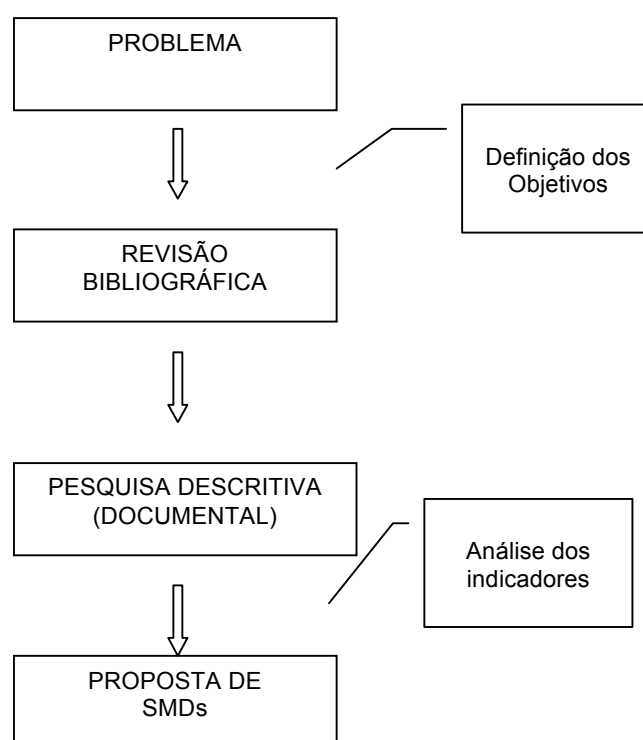 PROBLEMA
Definição dos
Objetivos
REVISÃO
BIBLIOGRÁFICA
PESQUISA DESCRITIVA
(DOCUMENTAL)
Análise dos
indicadores
PROPOSTA DE
SMDs